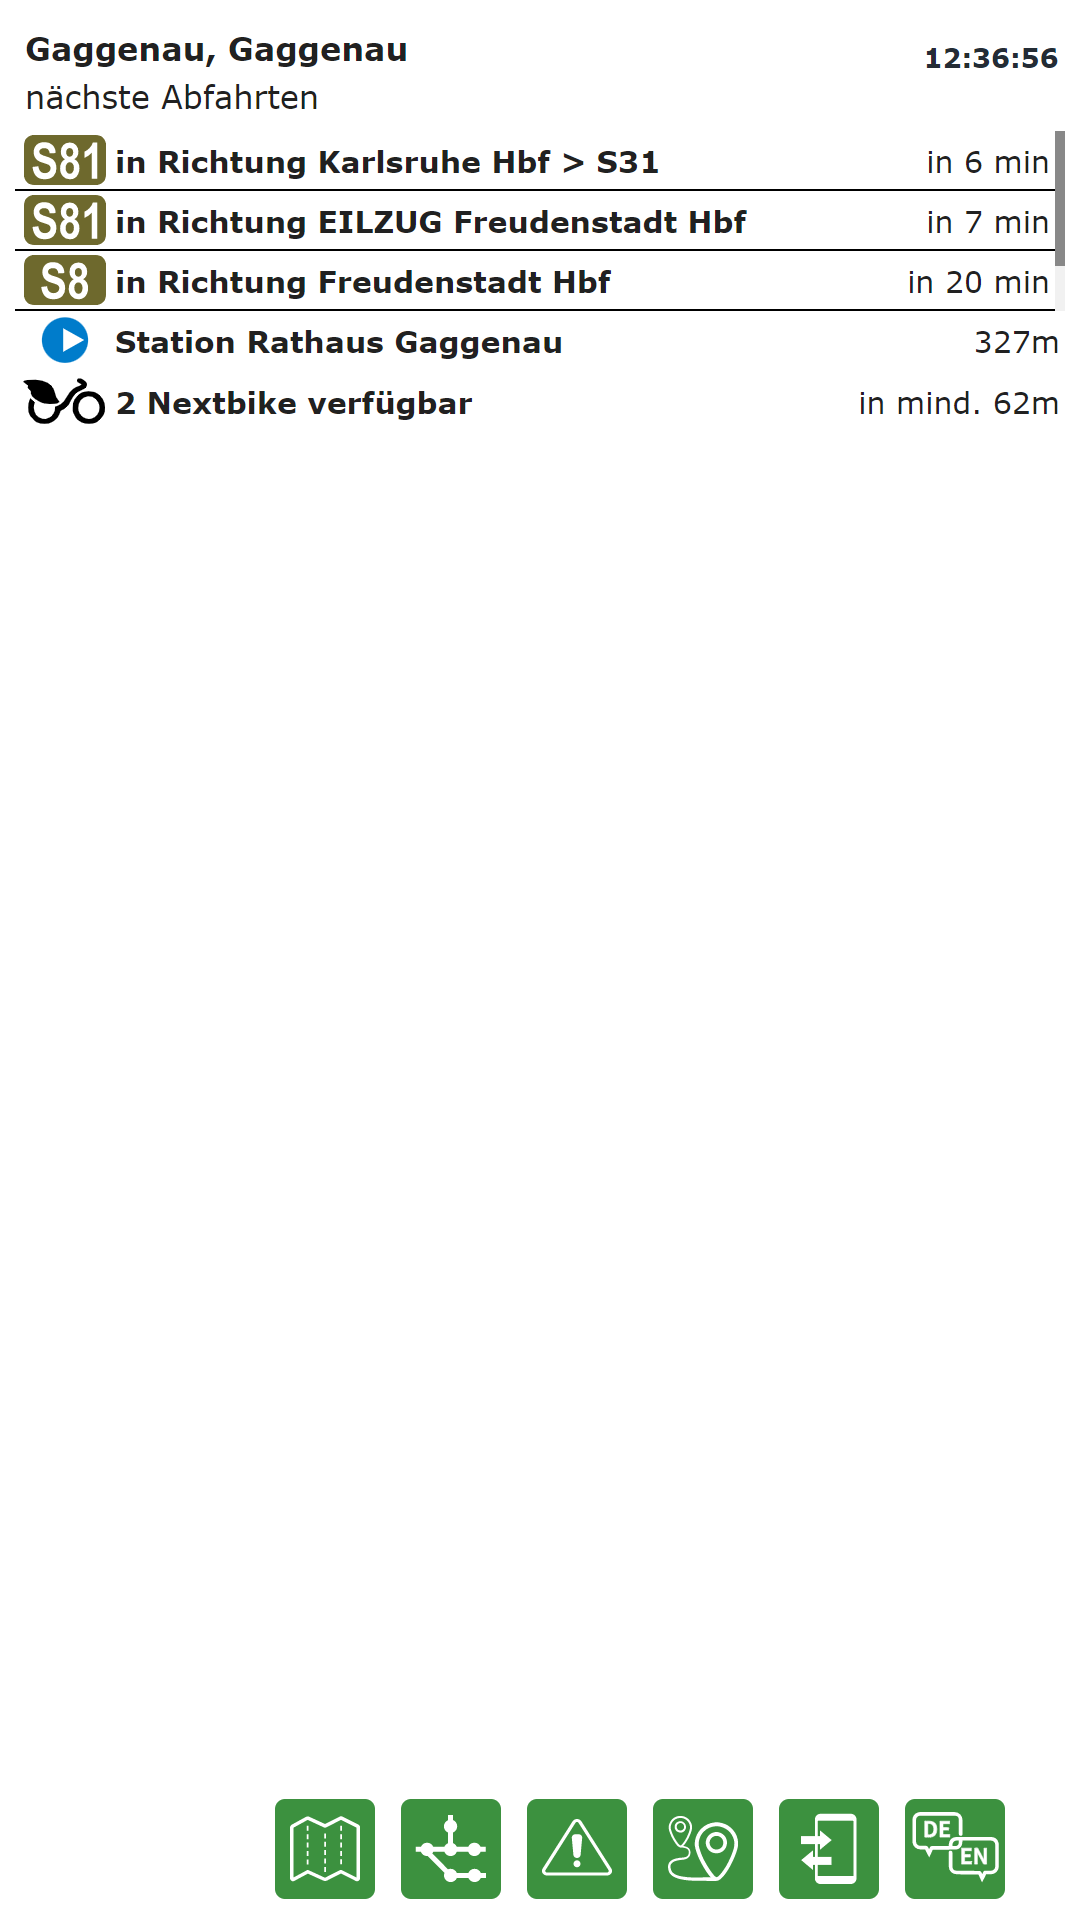 Gaggenau, Gaggenau
12:36:56
nächste Abfahrten
S81 in Richtung Karlsruhe Hbf > S31 in 6 min
S81 in Richtung EILZUG Freudenstadt Hbf in 7 min
S8 in Richtung Freudenstadt Hbf in 20 min
Station Rathaus Gaggenau 327m
2 Nextbike verfügbar in mind. 62m
DE
EN